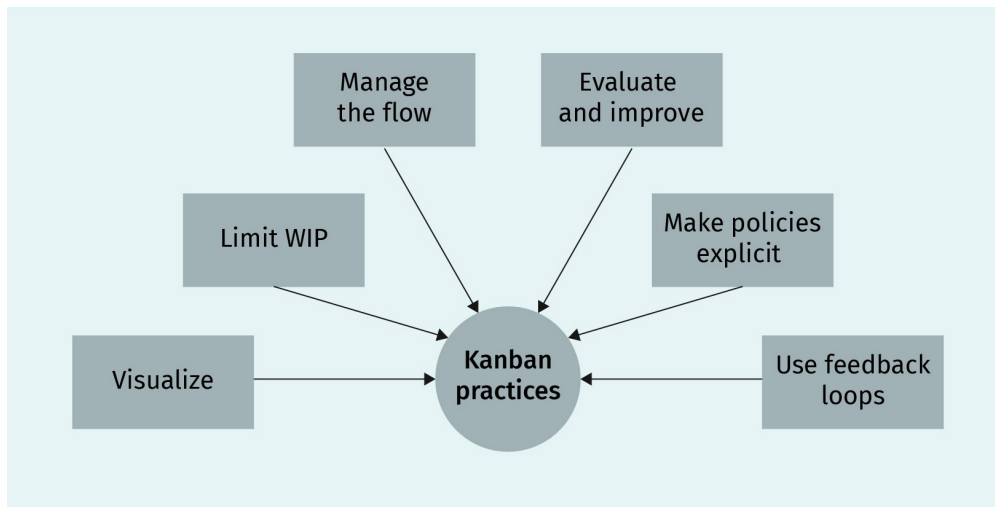 Manage
the flow
Evaluate
and improve
Limit WIP
Make policies
explicit
Visualize
Kanban
practices
Use feedback
loops